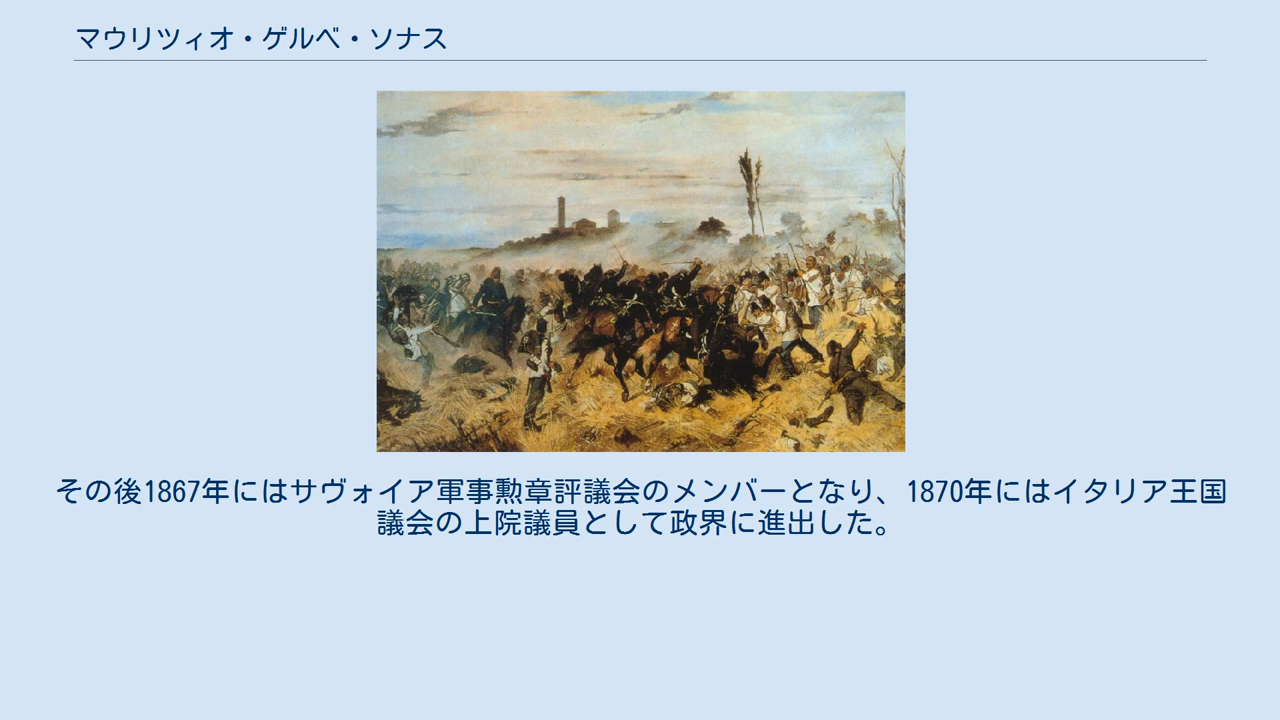 マウリツィオ・ゲルベ・ソナス
その後1867年にはサヴォイア軍事勲章評議会のメンバーとなり、1870年にはイタリア王国
議会の上院議員として政界に進出した。